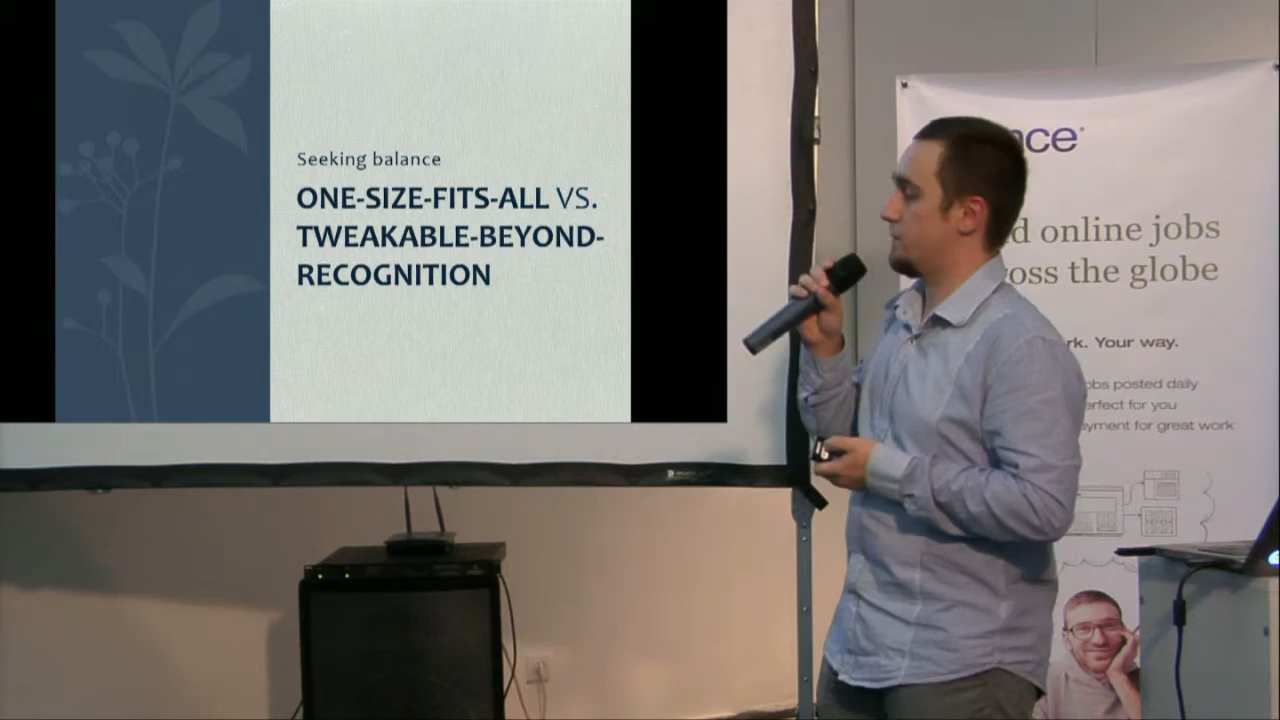 Seeking balance
ONE-SIZE-FITS-ALL VS.
TWEAKABLE-BEYOND-
RECOGNITION
nce
d online jobs
oss the globe
rk. Your way.
obs posted daily
erfect for you
yment for great work